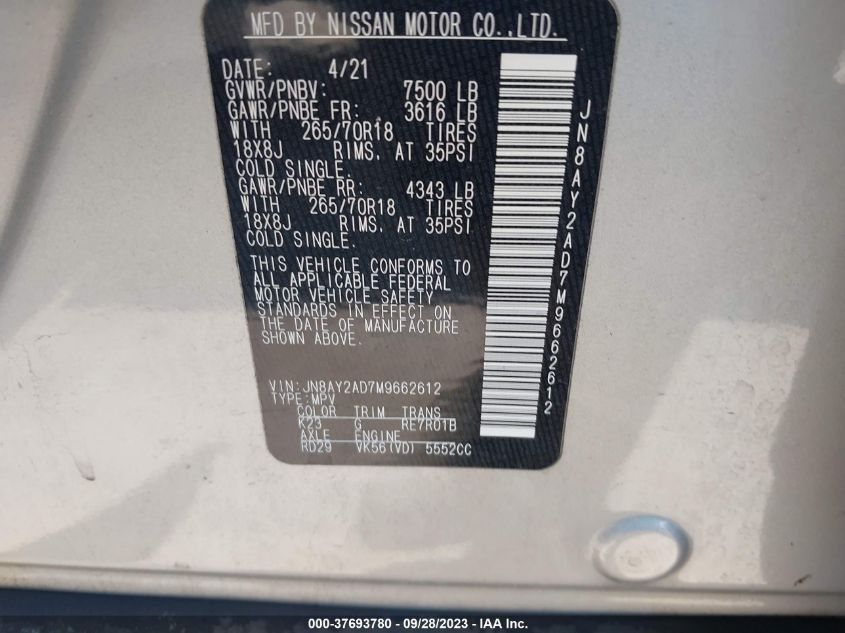 MFD BY NISSAN MOTOR CO.,LTD.
DATE: 4/21
GVWR/PNBV: 7500 LB
GAWR/PNBE FR: 3616 LB
WITH 265/70R18 TIRES
18X8J RIMS, AT 35PSI
COLD SINGLE.
GAWR/PNBE RR: 4343 LB
WITH 265/70R18 TIRES
18X8J RIMS, AT 35PSI
COLD SINGLE.
THIS VEHICLE CONFORMS TO
ALL APPLICABLE FEDERAL
MOTOR VEHICLE SAFETY
STANDARDS IN EFFECT ON
THE DATE OF MANUFACTURE
SHOWN ABOVE.
VIN: JN8AY2AD7M9662612
TYPE: MPV
COLOR TRIM TRANS
K23 G RE7R01B
AXLE ENGINE
RD29 VK56(VD) 5552CC
JN8AY2AD7M9662612
000-37693780 / 09/28/2023 - IAA Inc.